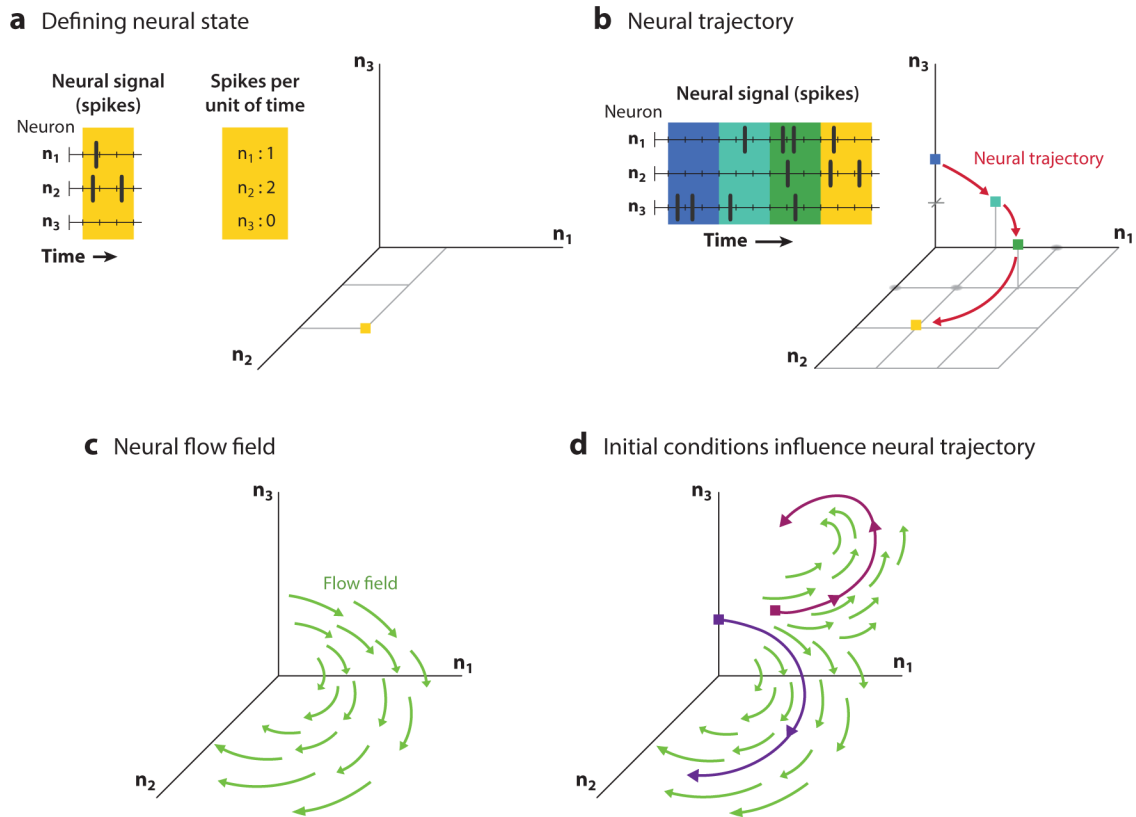 a Defining neural state
Neural signal
(spikes)
Spikes per
unit of time
Neuron
n1
n2
n3
Time
n1 : 1
n2 : 2
n3 : 0
n3
n1
n2
b Neural trajectory
Neural signal (spikes)
n1
n2
n3
Time
n3
Neural trajectory
n1
n2
c Neural flow field
n3
Flow field
n1
n2
d Initial conditions influence neural trajectory
n3
n1
n2